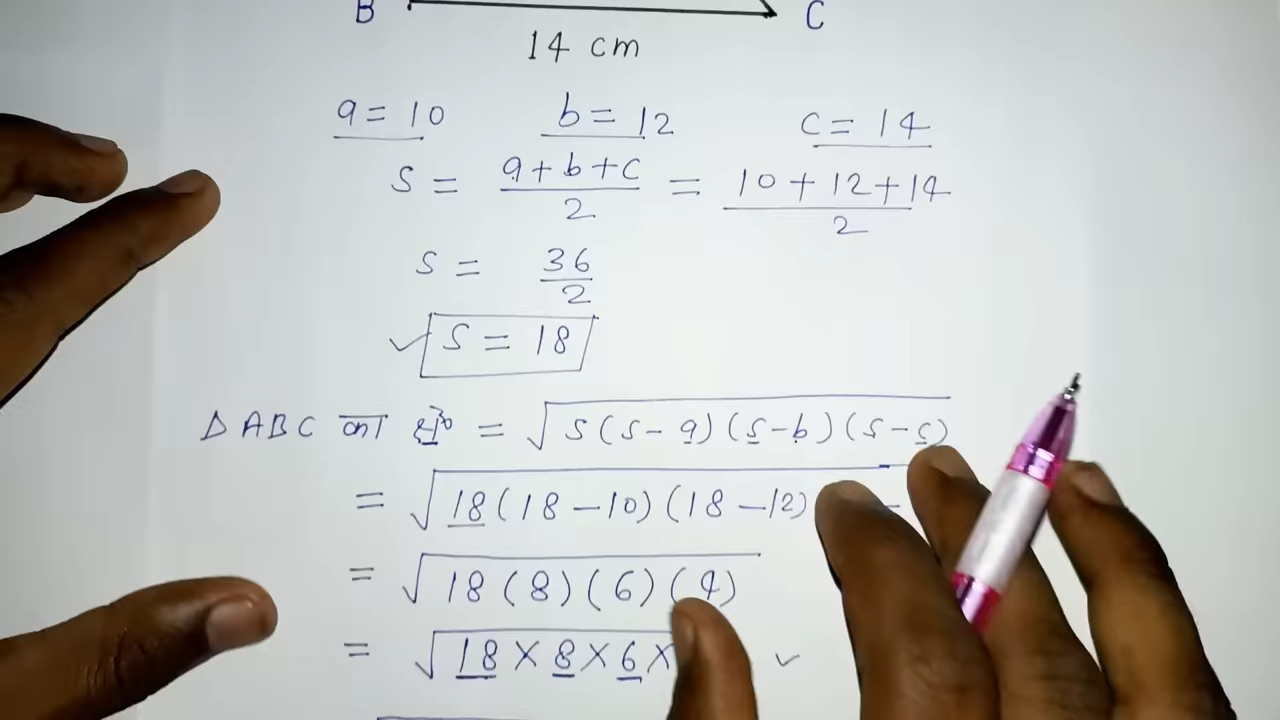 B C
14 cm
a = 10 b = 12 c = 14
s = a + b + c / 2 = 10 + 12 + 14 / 2
s = 36 / 2
✓ s = 18
Δ ABC का क्षे० = √s(s-a)(s-b)(s-c)
= √18(18-10)(18-12) -
= √18(8)(6)(4)
= √18×8×6× ✓